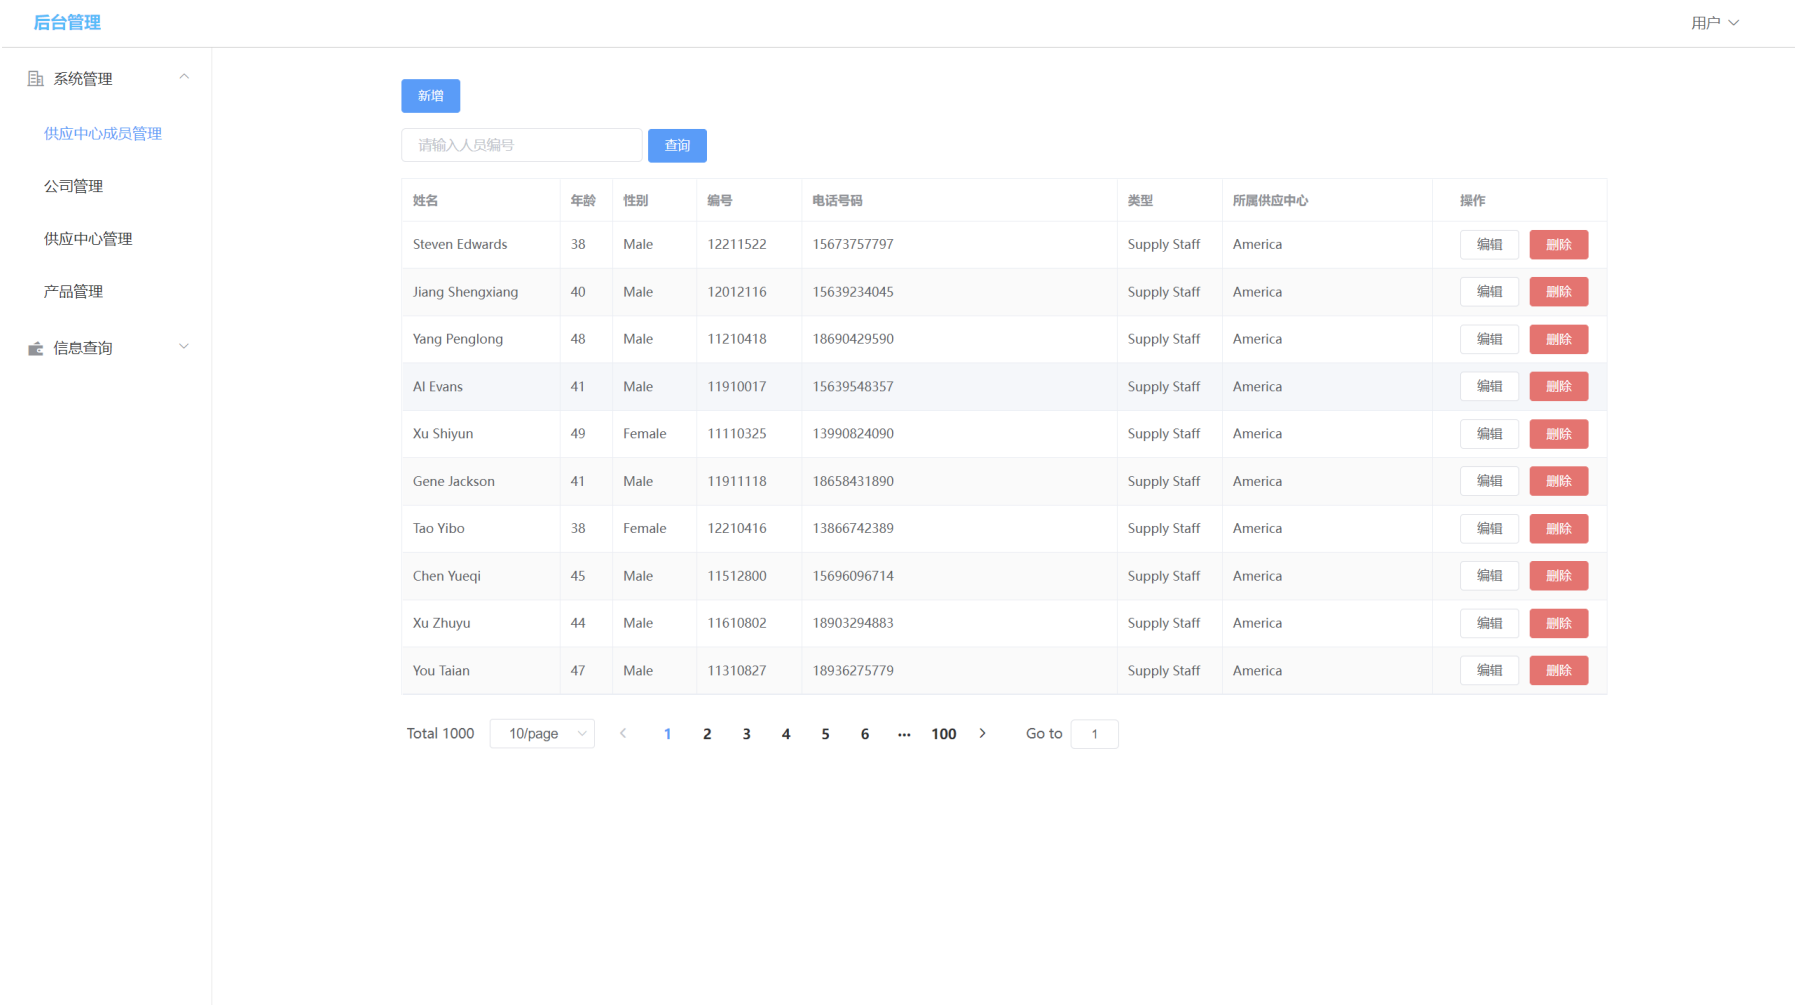 后台管理
用户
系统管理
供应中心成员管理
公司管理
供应中心管理
产品管理
信息查询
新增
请输入人员编号 查询
姓名 年龄 性别 编号 电话号码 类型 所属供应中心 操作
Steven Edwards 38 Male 12211522 15673757797 Supply Staff America 编辑 删除
Jiang Shengxiang 40 Male 12012116 15639234045 Supply Staff America 编辑 删除
Yang Penglong 48 Male 11210418 18690429590 Supply Staff America 编辑 删除
Al Evans 41 Male 11910017 15639548357 Supply Staff America 编辑 删除
Xu Shiyun 49 Female 11110325 13990824090 Supply Staff America 编辑 删除
Gene Jackson 41 Male 11911118 18658431890 Supply Staff America 编辑 删除
Tao Yibo 38 Female 12210416 13866742389 Supply Staff America 编辑 删除
Chen Yueqi 45 Male 11512800 15696096714 Supply Staff America 编辑 删除
Xu Zhuyu 44 Male 11610802 18903294883 Supply Staff America 编辑 删除
You Taian 47 Male 11310827 18936275779 Supply Staff America 编辑 删除
Total 1000 10/page 1 2 3 4 5 6 ··· 100 Go to 1